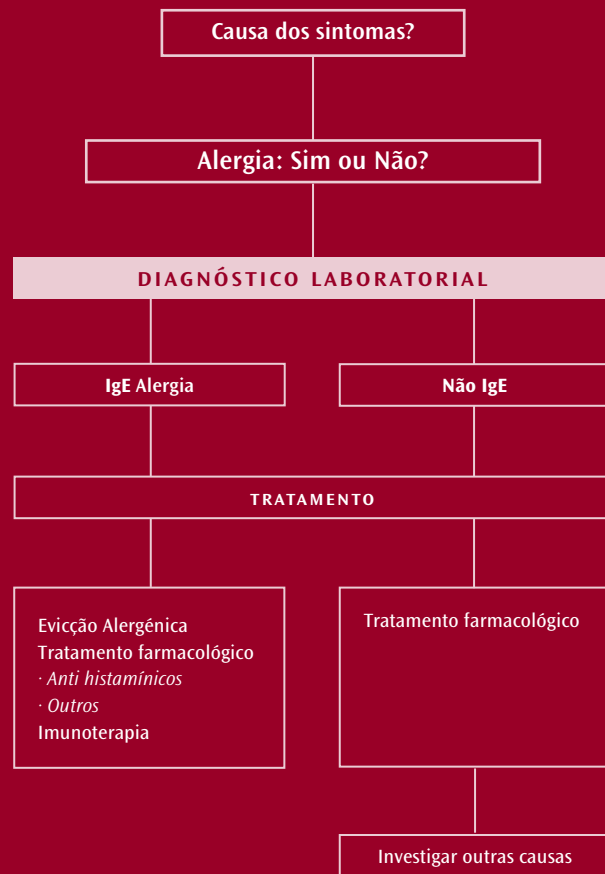 Causa dos sintomas?
Alergia: Sim ou Não?
DIAGNÓSTICO LABORATORIAL
IgE Alergia
Não IgE
TRATAMENTO
Evicção Alergénica
Tratamento farmacológico
· Anti histamínicos
· Outros
Imunoterapia
Tratamento farmacológico
Investigar outras causas